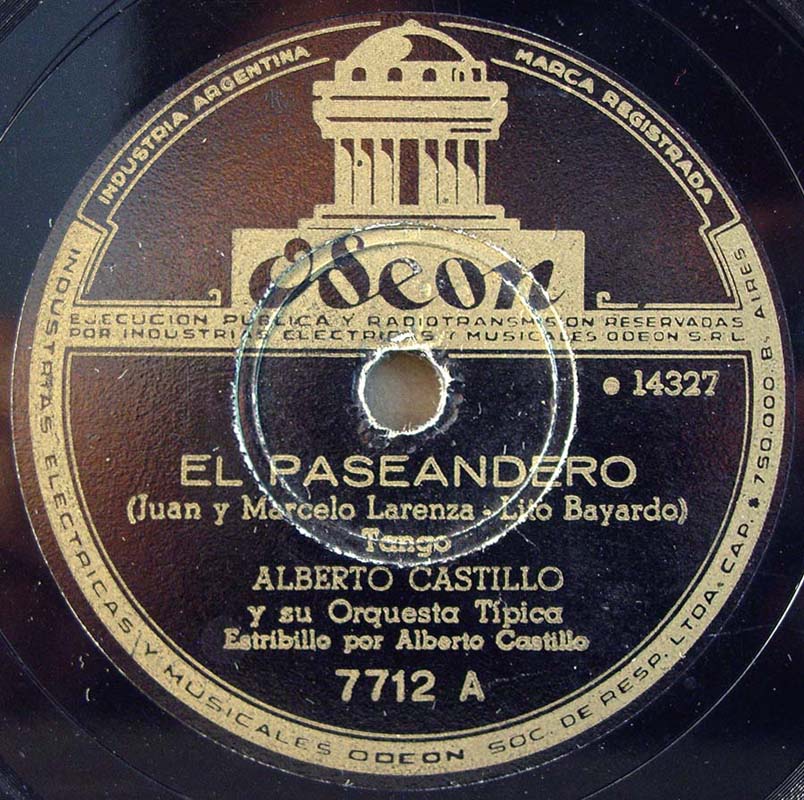 INDUSTRIA ARGENTINA
MARCA REGISTRADA
Odeon
EJECUCION PUBLICA Y RADIOTRANSMISION RESERVADAS
POR INDUSTRIAS ELECTRICAS Y MUSICALES ODEON S.R.L.
● 14327
EL PASEANDERO
(Juan y Marcelo Larenza - Lito Bayardo)
Tango
ALBERTO CASTILLO
y su Orquesta Típica
Estribillo por Alberto Castillo
7712 A
INDUSTRIAS ELECTRICAS Y MUSICALES ODEON SOC. DE RESP. LTDA. CAP. $ 750.000 Bs AIRES